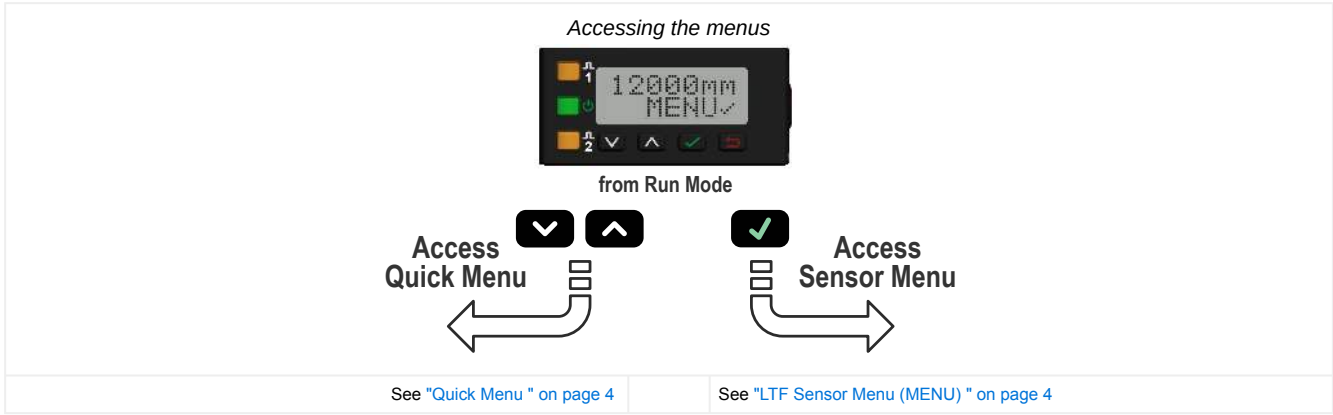 Accessing the menus
1
12000mm
MENU✓
2
from Run Mode
Access
Quick Menu
Access
Sensor Menu
See "Quick Menu " on page 4
See "LTF Sensor Menu (MENU) " on page 4